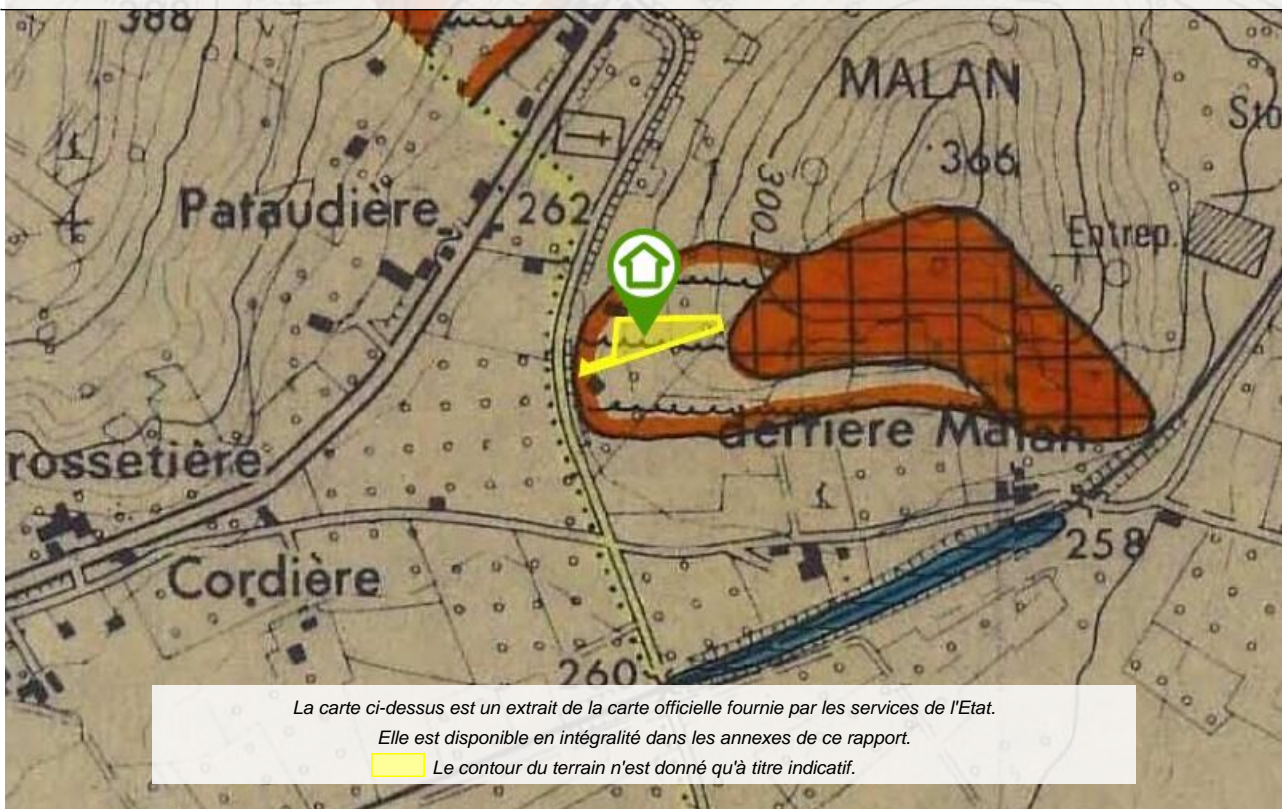 388
MALAN
366
Sto
300
Pataudière
262
Entrep.
derrière Malan
rossetière
Cordière
258
260
La carte ci-dessus est un extrait de la carte officielle fournie par les services de l'Etat.
Elle est disponible en intégralité dans les annexes de ce rapport.
Le contour du terrain n'est donné qu'à titre indicatif.